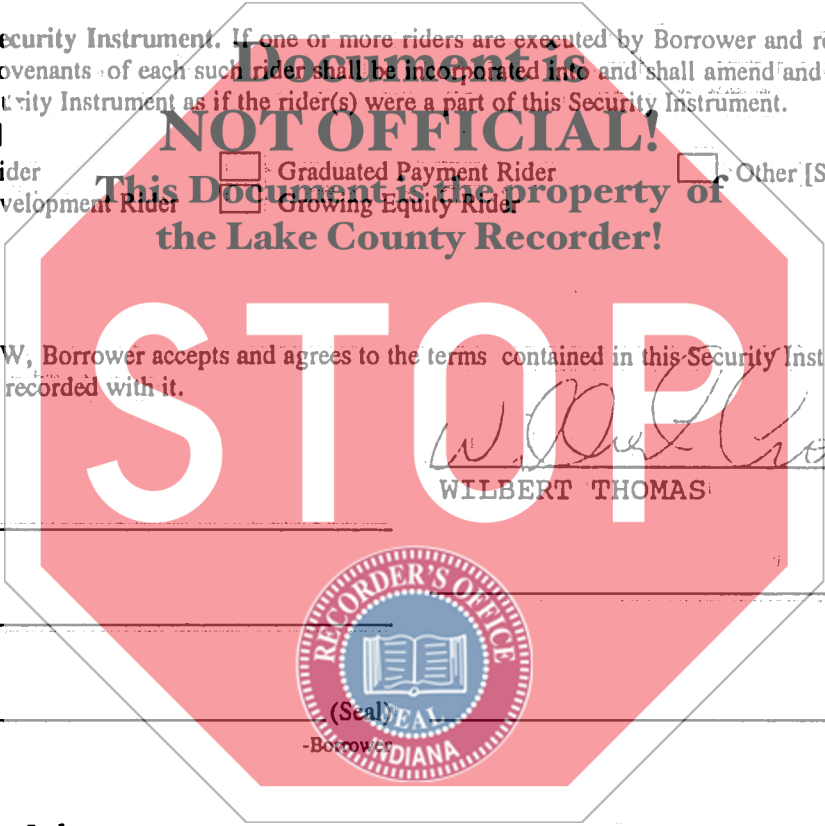 ecurity Instrument. If one or more riders are executed by Borrower and re
ovenants of each such rider shall be incorporated into and shall amend and
urity Instrument as if the rider(s) were a part of this Security Instrument.
Document is
NOT OFFICIAL!
This Document is the property of
the Lake County Recorder!
ider Graduated Payment Rider Other [S
velopment Rider Growing Equity Rider
STOP
W, Borrower accepts and agrees to the terms contained in this Security Inst
recorded with it.
WILBERT THOMAS
RECORDER'S OFFICE
SEAL
INDIANA
(Seal)
-Borrower